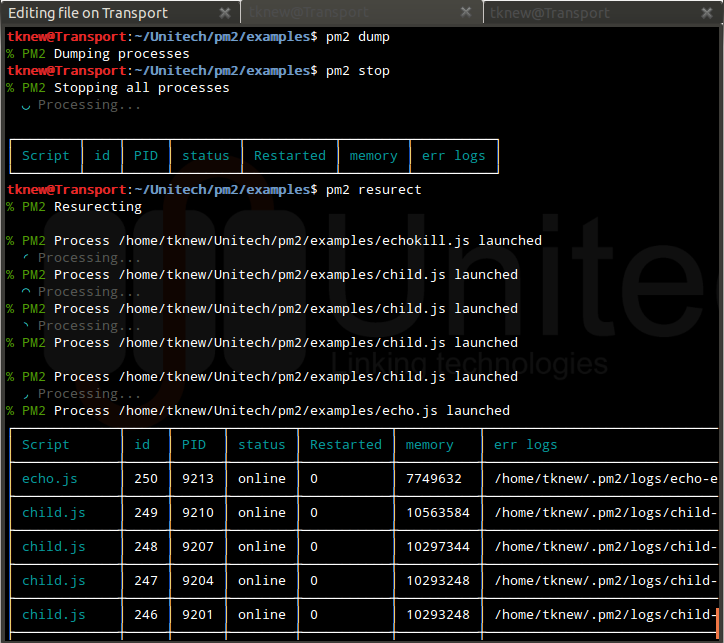 Editing file on Transport
tknew@Transport
tknew@Transport
tknew@Transport:~/Unitech/pm2/examples$ pm2 dump
% PM2 Dumping processes
tknew@Transport:~/Unitech/pm2/examples$ pm2 stop
% PM2 Stopping all processes
Processing...
Script id PID status Restarted memory err logs
tknew@Transport:~/Unitech/pm2/examples$ pm2 resurect
% PM2 Resurecting
% PM2 Process /home/tknew/Unitech/pm2/examples/echokill.js launched
Processing...
% PM2 Process /home/tknew/Unitech/pm2/examples/child.js launched
Processing...
% PM2 Process /home/tknew/Unitech/pm2/examples/child.js launched
Processing...
% PM2 Process /home/tknew/Unitech/pm2/examples/child.js launched
% PM2 Process /home/tknew/Unitech/pm2/examples/child.js launched
Processing...
% PM2 Process /home/tknew/Unitech/pm2/examples/echo.js launched
Script id PID status Restarted memory err logs
echo.js 250 9213 online 0 7749632 /home/tknew/.pm2/logs/echo-e
child.js 249 9210 online 0 10563584 /home/tknew/.pm2/logs/child-
child.js 248 9207 online 0 10297344 /home/tknew/.pm2/logs/child-
child.js 247 9204 online 0 10293248 /home/tknew/.pm2/logs/child-
child.js 246 9201 online 0 10293248 /home/tknew/.pm2/logs/child-
Unite
Linking technologies